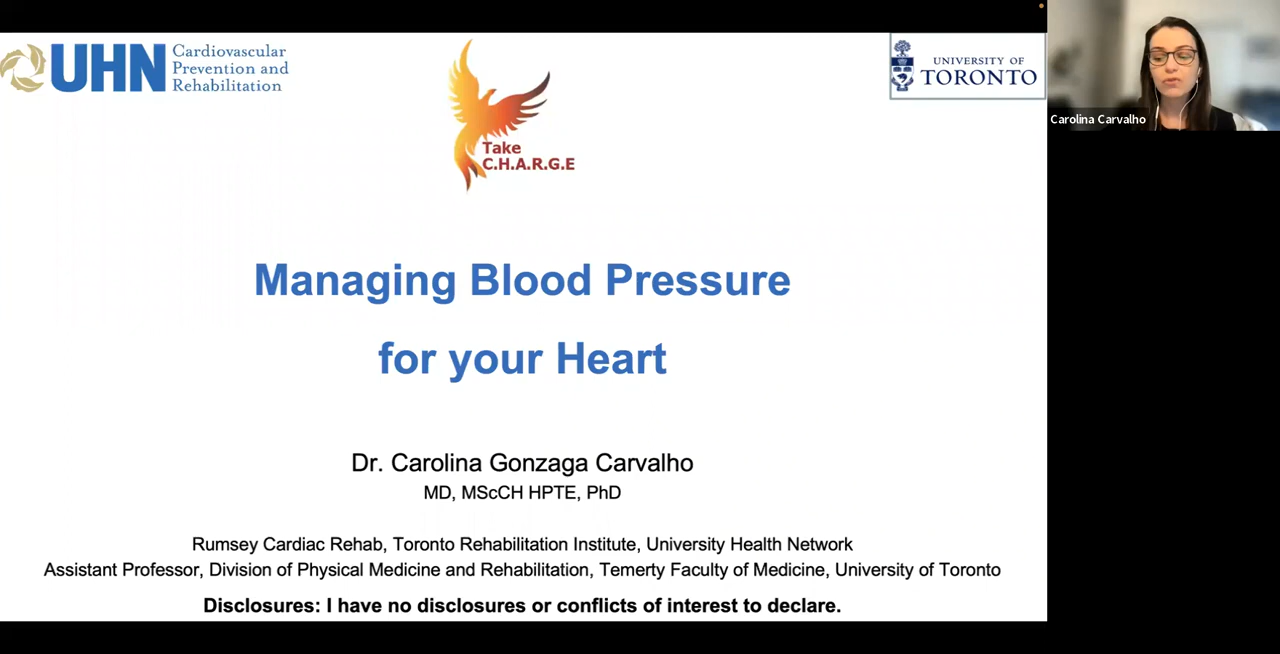 UHN
Cardiovascular
Prevention and
Rehabilitation
Take
C.H.A.R.G.E
UNIVERSITY OF
TORONTO
Carolina Carvalho
Managing Blood Pressure
for your Heart
Dr. Carolina Gonzaga Carvalho
MD, MScCH HPTE, PhD
Rumsey Cardiac Rehab, Toronto Rehabilitation Institute, University Health Network
Assistant Professor, Division of Physical Medicine and Rehabilitation, Temerty Faculty of Medicine, University of Toronto
Disclosures: I have no disclosures or conflicts of interest to declare.